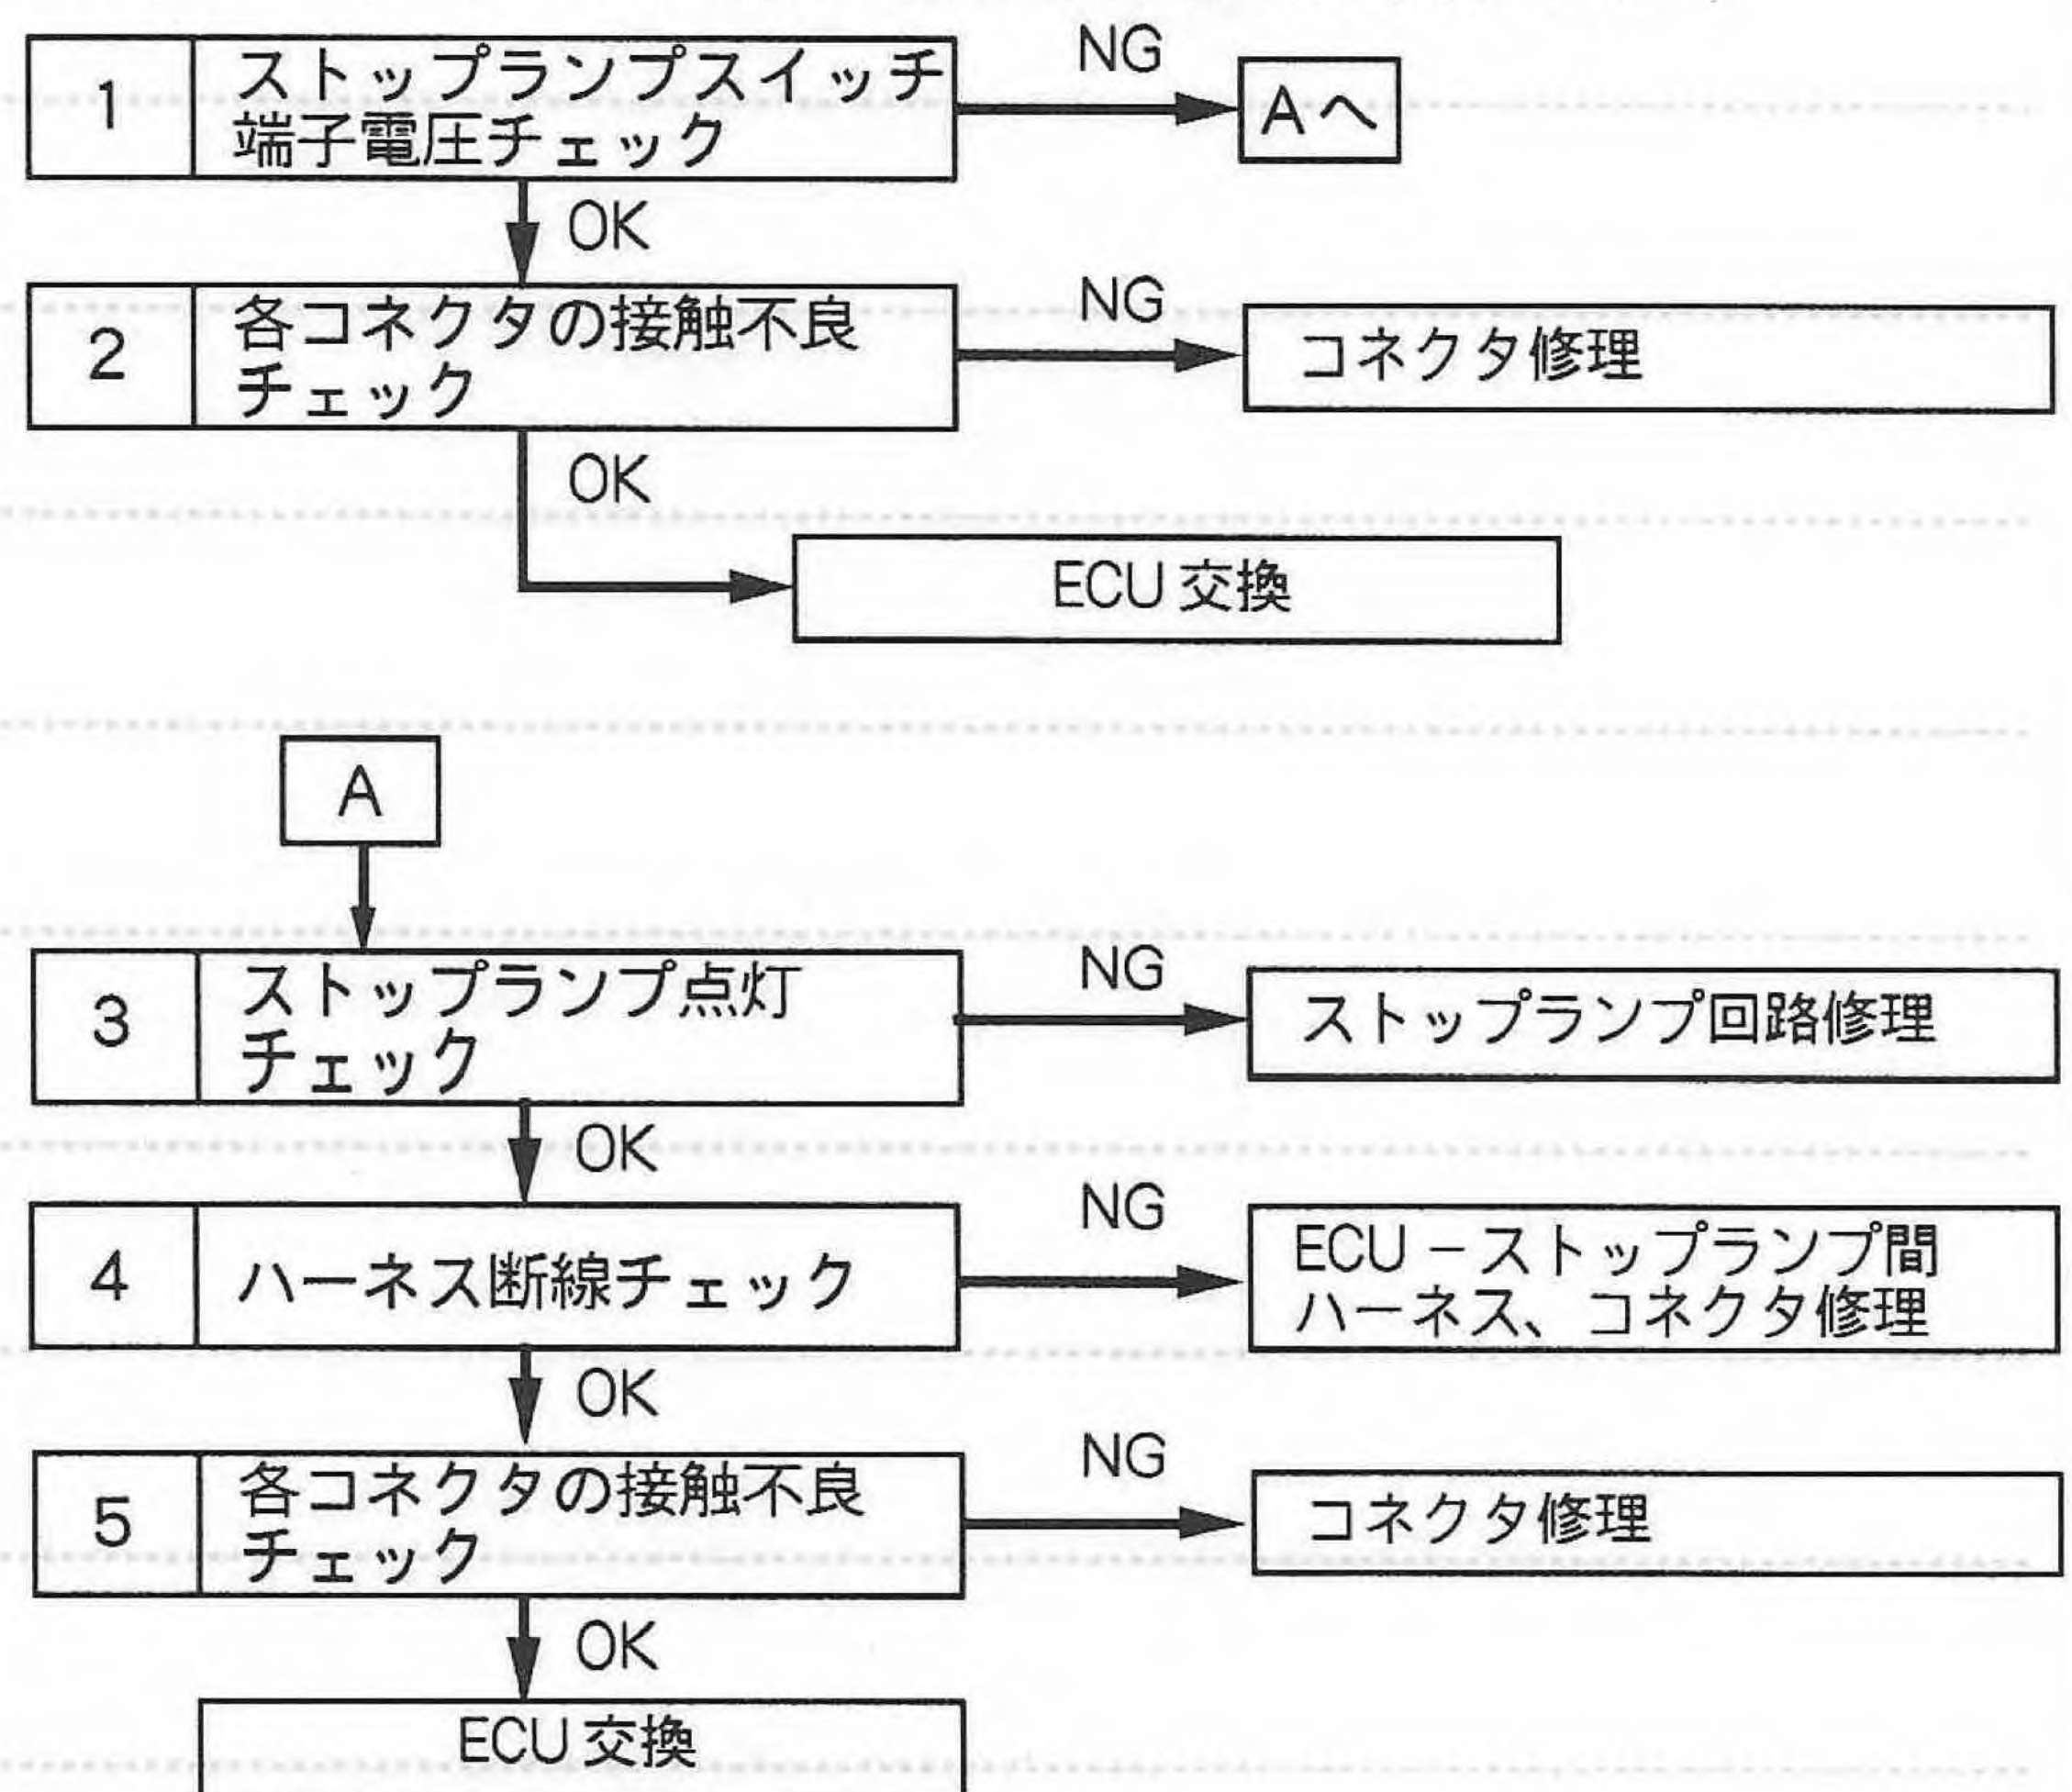 1
ストップランプスイッチ
端子電圧チェック
NG
Aへ
OK
2
各コネクタの接触不良
チェック
NG
コネクタ修理
OK
ECU交換
A
3
ストップランプ点灯
チェック
NG
ストップランプ回路修理
OK
4
ハーネス断線チェック
NG
ECU－ストップランプ間
ハーネス、コネクタ修理
OK
5
各コネクタの接触不良
チェック
NG
コネクタ修理
OK
ECU交換